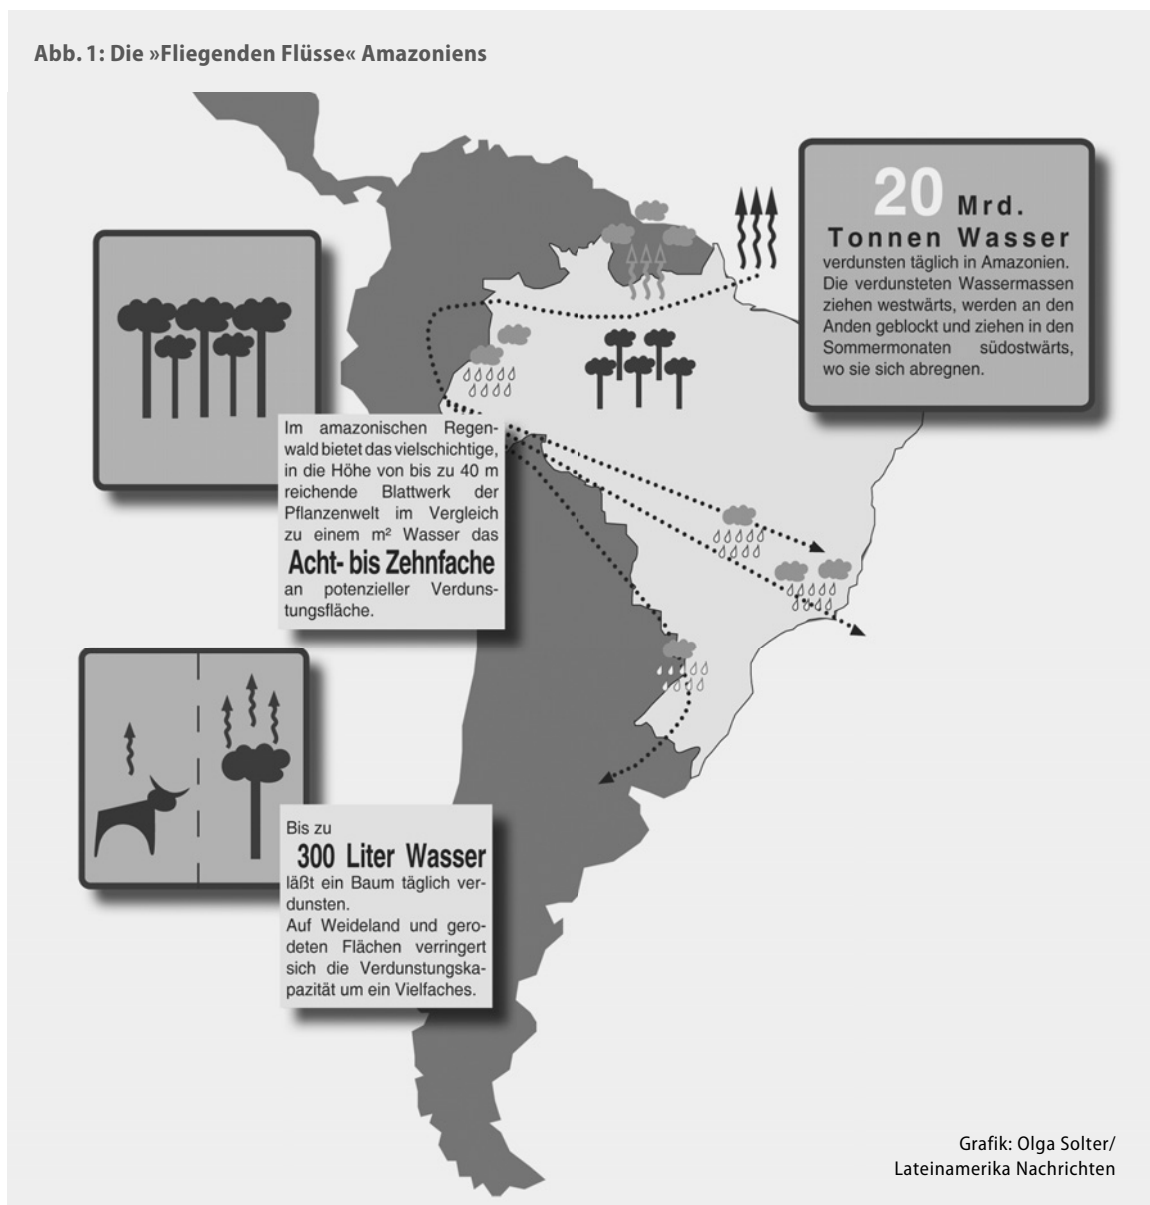 Abb. 1: Die »Fliegenden Flüsse« Amazoniens
20 Mrd.
Tonnen Wasser
verdunsten täglich in Amazonien.
Die verdunsteten Wassermassen
ziehen westwärts, werden an den
Anden geblockt und ziehen in den
Sommermonaten südostwärts,
wo sie sich abregnen.
Im amazonischen Regen-
wald bietet das vielschichtige,
in die Höhe von bis zu 40 m
reichende Blattwerk der
Pflanzenwelt im Vergleich
zu einem m² Wasser das
Acht- bis Zehnfache
an potenzieller Verduns-
tungsfläche.
Bis zu
300 Liter Wasser
läßt ein Baum täglich ver-
dunsten.
Auf Weideland und gero-
deten Flächen verringert
sich die Verdunstungska-
pazität um ein Vielfaches.
Grafik: Olga Solter/
Lateinamerika Nachrichten